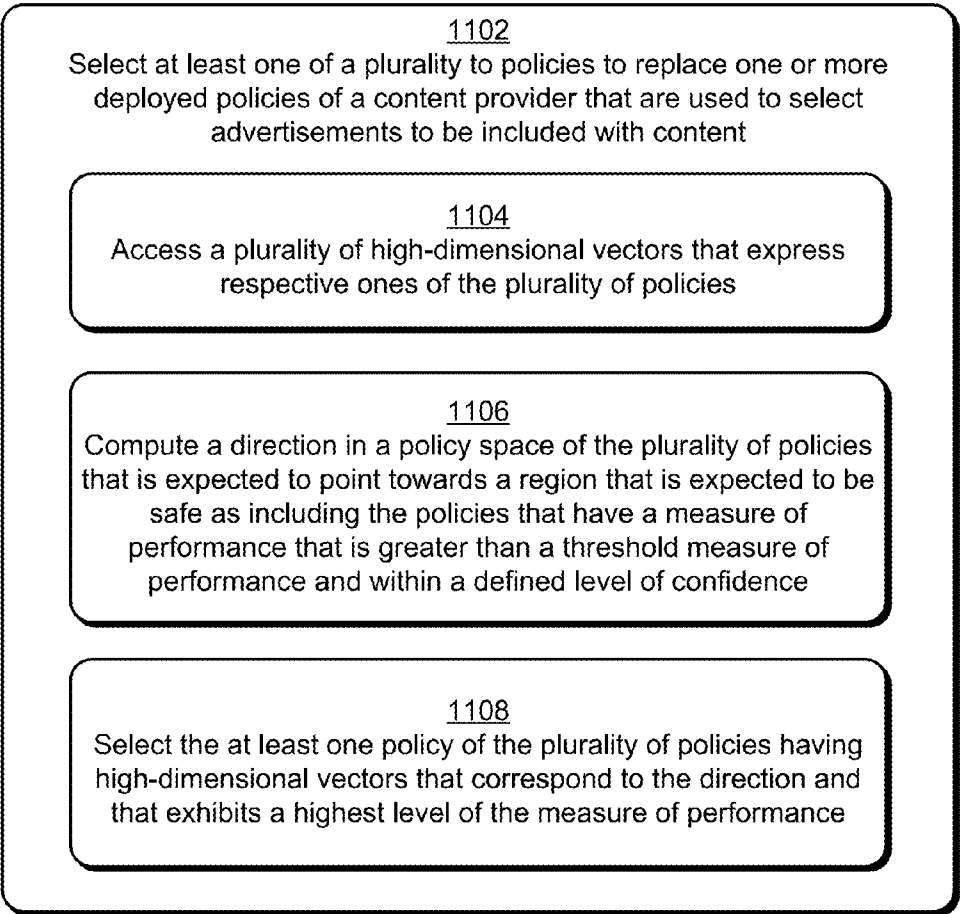 1102
Select at least one of a plurality to policies to replace one or more
deployed policies of a content provider that are used to select
advertisements to be included with content
1104
Access a plurality of high-dimensional vectors that express
respective ones of the plurality of policies
1106
Compute a direction in a policy space of the plurality of policies
that is expected to point towards a region that is expected to be
safe as including the policies that have a measure of
performance that is greater than a threshold measure of
performance and within a defined level of confidence
1108
Select the at least one policy of the plurality of policies having
high-dimensional vectors that correspond to the direction and
that exhibits a highest level of the measure of performance